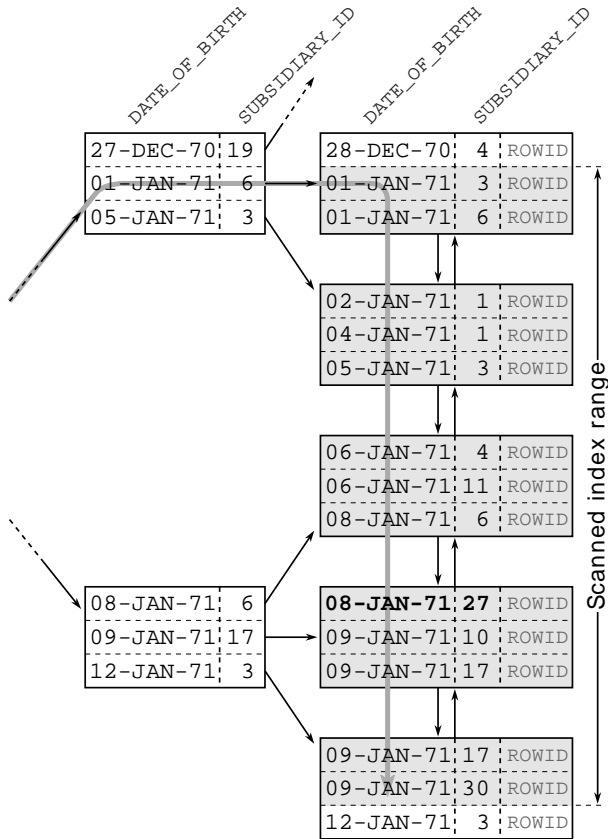 DATE_OF_BIRTH SUBSIDIARY_ID
27-DEC-70 19
01-JAN-71 6
05-JAN-71 3
08-JAN-71 6
09-JAN-71 17
12-JAN-71 3
DATE_OF_BIRTH SUBSIDIARY_ID
28-DEC-70 4 ROWID
01-JAN-71 3 ROWID
01-JAN-71 6 ROWID
02-JAN-71 1 ROWID
04-JAN-71 1 ROWID
05-JAN-71 3 ROWID
06-JAN-71 4 ROWID
06-JAN-71 11 ROWID
08-JAN-71 6 ROWID
08-JAN-71 27 ROWID
09-JAN-71 10 ROWID
09-JAN-71 17 ROWID
09-JAN-71 17 ROWID
09-JAN-71 30 ROWID
12-JAN-71 3 ROWID
Scanned index range